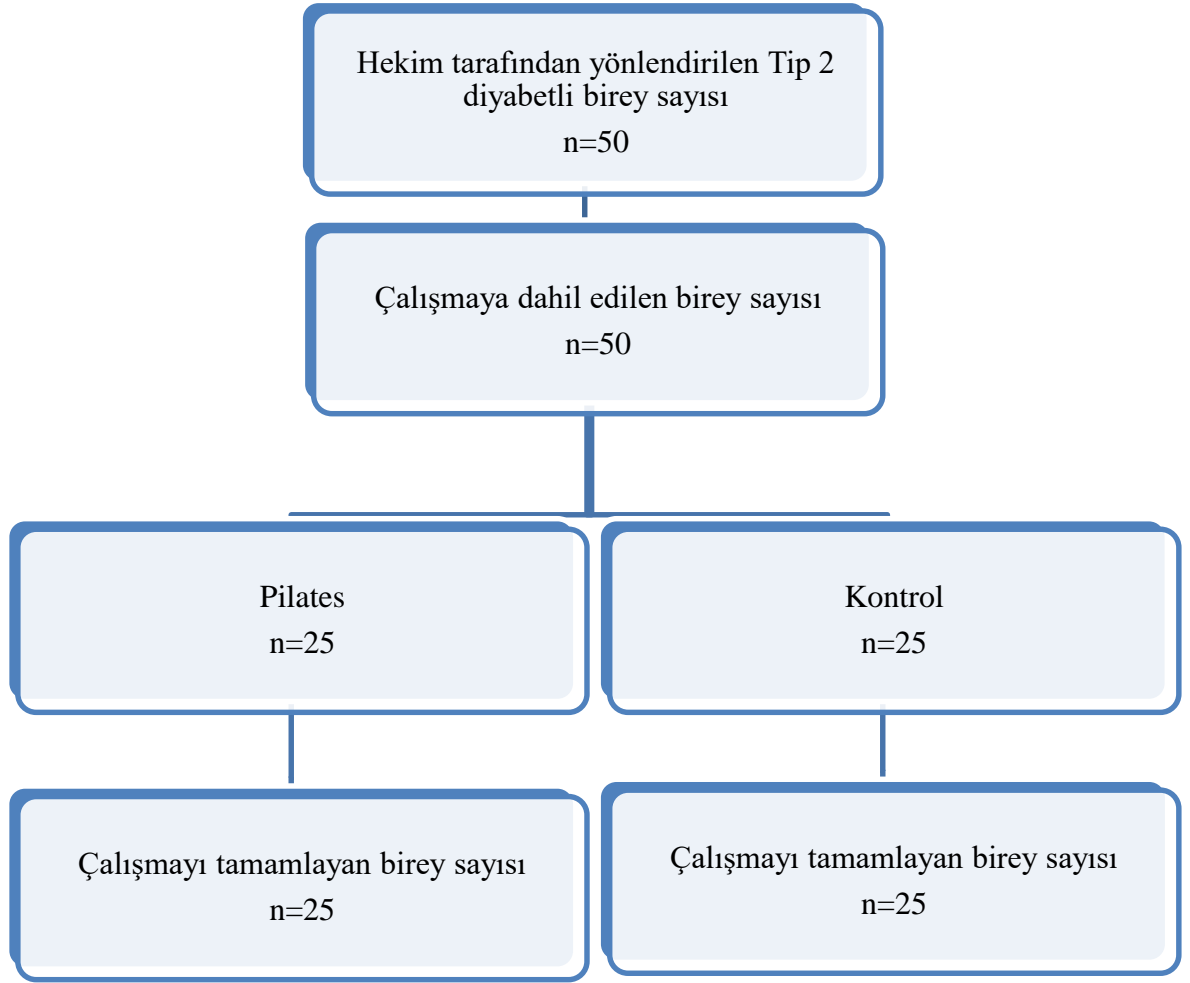 Hekim tarafından yönlendirilen Tip 2
diyabetli birey sayısı
n=50
Çalışmaya dahil edilen birey sayısı
n=50
Pilates
n=25
Kontrol
n=25
Çalışmayı tamamlayan birey sayısı
n=25
Çalışmayı tamamlayan birey sayısı
n=25